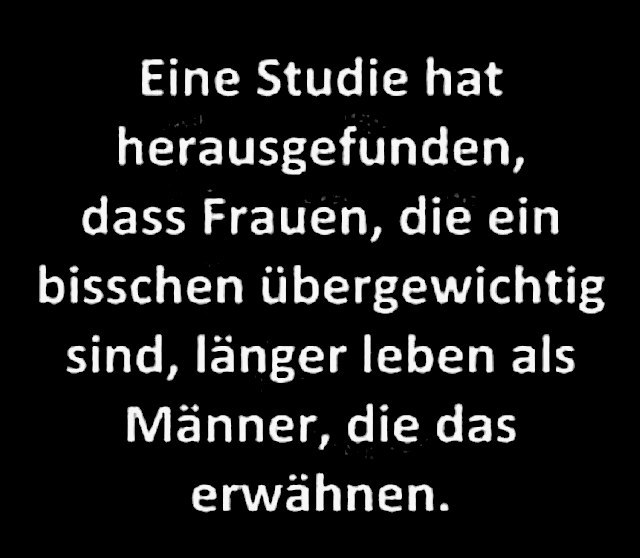 Eine Studie hat
herausgefunden,
dass Frauen, die ein
bisschen übergewichtig
sind, länger leben als
Männer, die das
erwähnen.